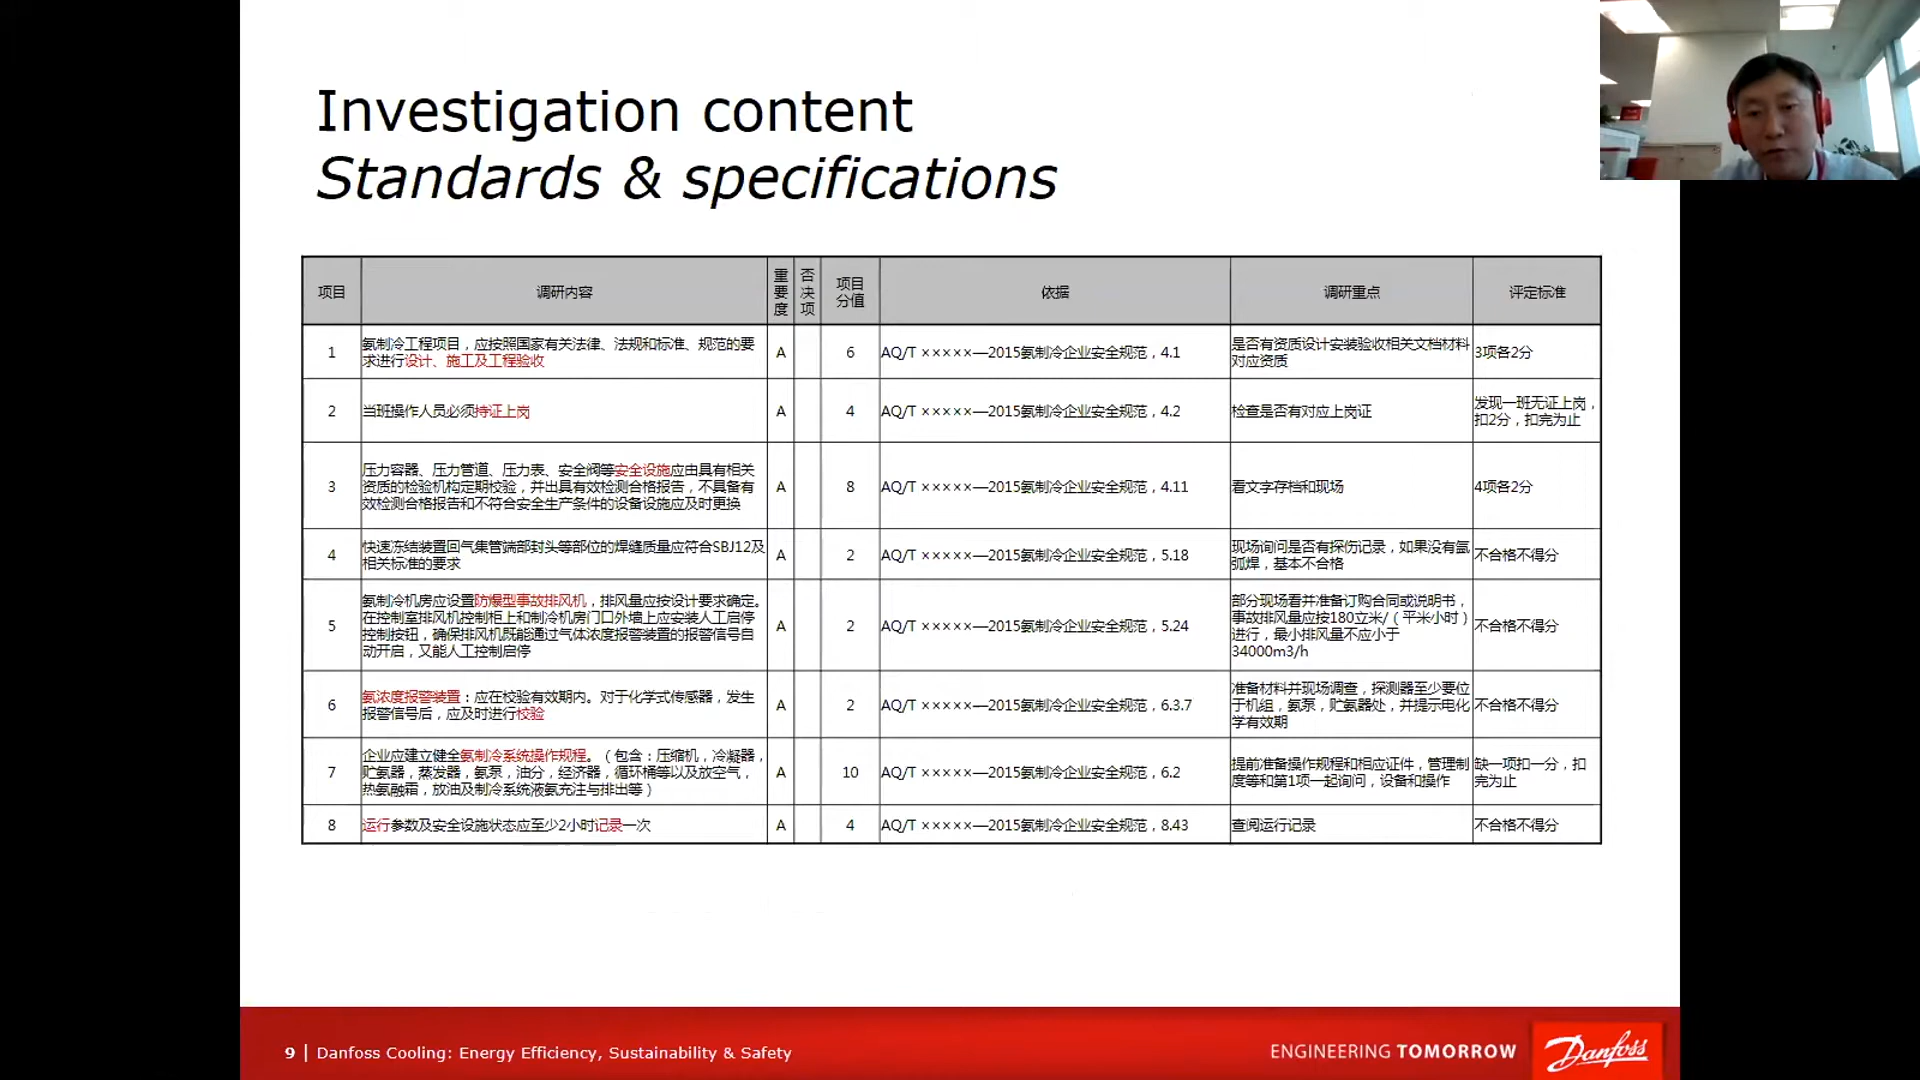 Investigation content
Standards & specifications
项目
调研内容
重要度
否决项
项目
分值
依据
调研重点
评定标准
1
氨制冷工程项目，应按照国家有关法律、法规和标准、规范的要
求进行设计、施工及工程验收
A
6
AQ/T ×××××—2015氨制冷企业安全规范，4.1
是否有资质设计安装验收相关文档材料
对应资质
3项各2分
2
当班操作人员必须持证上岗
A
4
AQ/T ×××××—2015氨制冷企业安全规范，4.2
检查是否有对应上岗证
发现一班无证上岗，
扣2分，扣完为止
3
压力容器、压力管道、压力表、安全阀等安全设施应由具有相关
资质的检验机构定期校验，并出具有效检测合格报告，不具备有
效检测合格报告和不符合安全生产条件的设备设施应及时更换
A
8
AQ/T ×××××—2015氨制冷企业安全规范，4.11
看文字存档和现场
4项各2分
4
快速冻结装置回气集管端部封头等部位的焊缝质量应符合SBJ12及
相关标准的要求
A
2
AQ/T ×××××—2015氨制冷企业安全规范，5.18
现场询问是否有探伤记录，如果没有氩
弧焊，基本不合格
不合格不得分
5
氨制冷机房应设置防爆型事故排风机，排风量应按设计要求确定。
在控制室排风机控制柜上和制冷机房门口外墙上应安装人工启停
控制按钮，确保排风机既能通过气体浓度报警装置的报警信号自
动开启，又能人工控制启停
A
2
AQ/T ×××××—2015氨制冷企业安全规范，5.24
部分现场看并准备订购合同或说明书，
事故排风量应按180立米/（平米小时）
进行，最小排风量不应小于
34000m3/h
不合格不得分
6
氨浓度报警装置：应在校验有效期内。对于化学式传感器，发生
报警信号后，应及时进行校验
A
2
AQ/T ×××××—2015氨制冷企业安全规范，6.3.7
准备材料并现场调查，探测器至少要位
于机组，氨泵，贮氨器处，并提示电化
学有效期
不合格不得分
7
企业应建立健全氨制冷系统操作规程。（包含：压缩机，冷凝器，
贮氨器，蒸发器，氨泵，油分，经济器，循环桶等以及放空气，
热氨融霜，放油及制冷系统液氨充注与排出等）
A
10
AQ/T ×××××—2015氨制冷企业安全规范，6.2
提前准备操作规程和相应证件，管理制
度等和第1项一起询问，设备和操作
缺一项扣一分，扣
完为止
8
运行参数及安全设施状态应至少2小时记录一次
A
4
AQ/T ×××××—2015氨制冷企业安全规范，8.43
查阅运行记录
不合格不得分
9 | Danfoss Cooling: Energy Efficiency, Sustainability & Safety
ENGINEERING TOMORROW
Danfoss